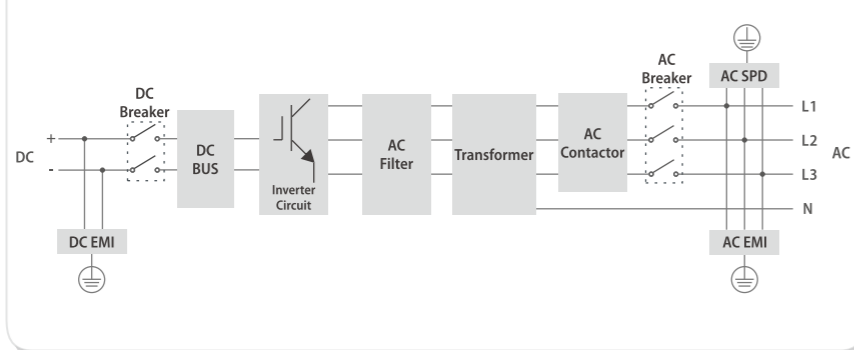 DC
+
-
DC
Breaker
DC EMI
DC
BUS
Inverter
Circuit
AC
Filter
Transformer
AC
Contactor
AC
Breaker
AC SPD
AC EMI
L1
L2
L3
N
AC